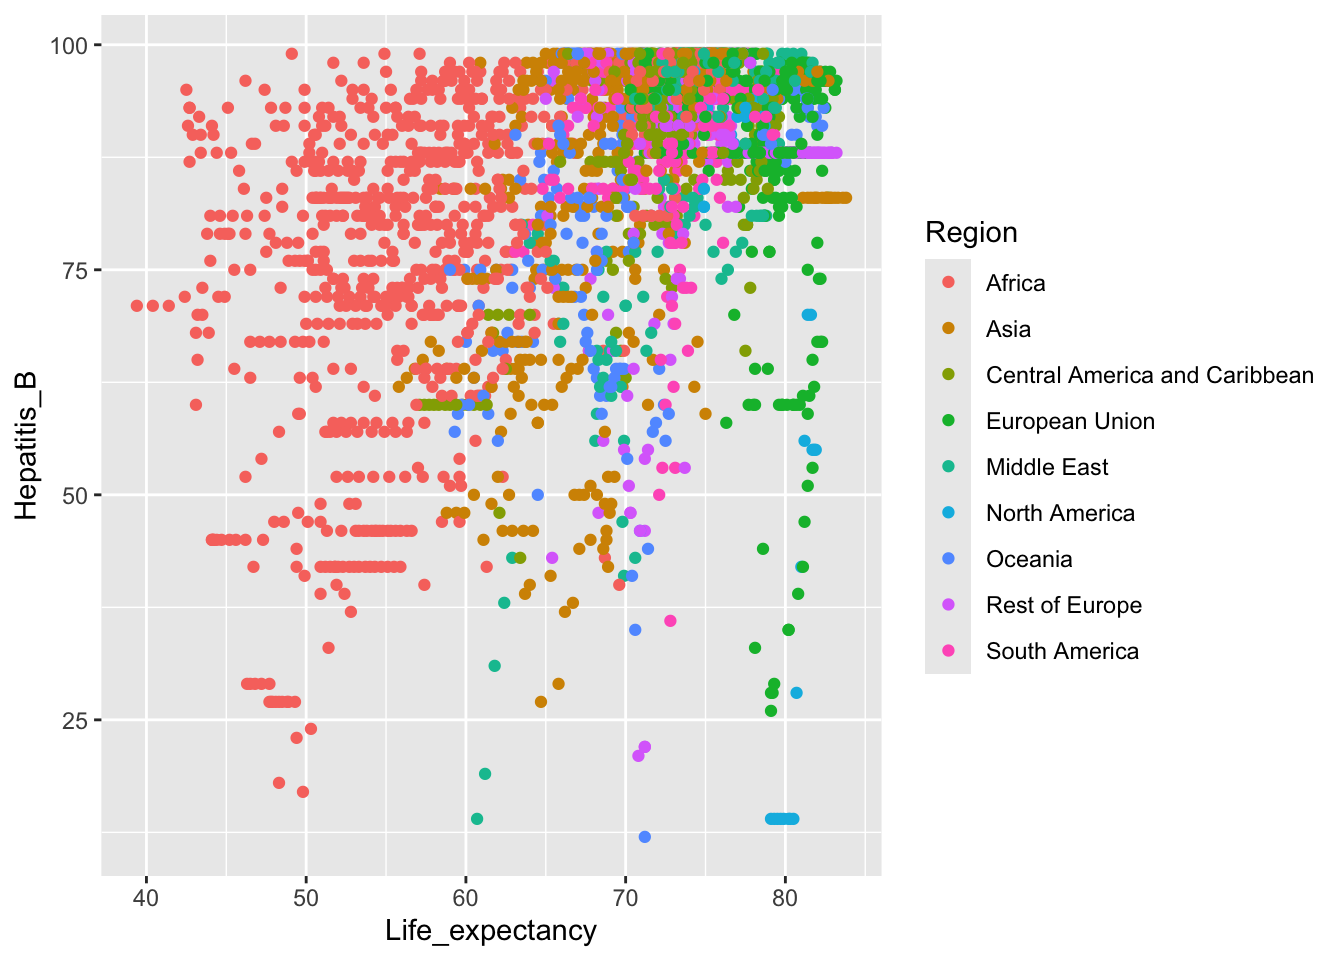 100
75
50
25
Hepatitis_B
40 50 60 70 80
Life_expectancy
Region
Africa
Asia
Central America and Caribbean
European Union
Middle East
North America
Oceania
Rest of Europe
South America